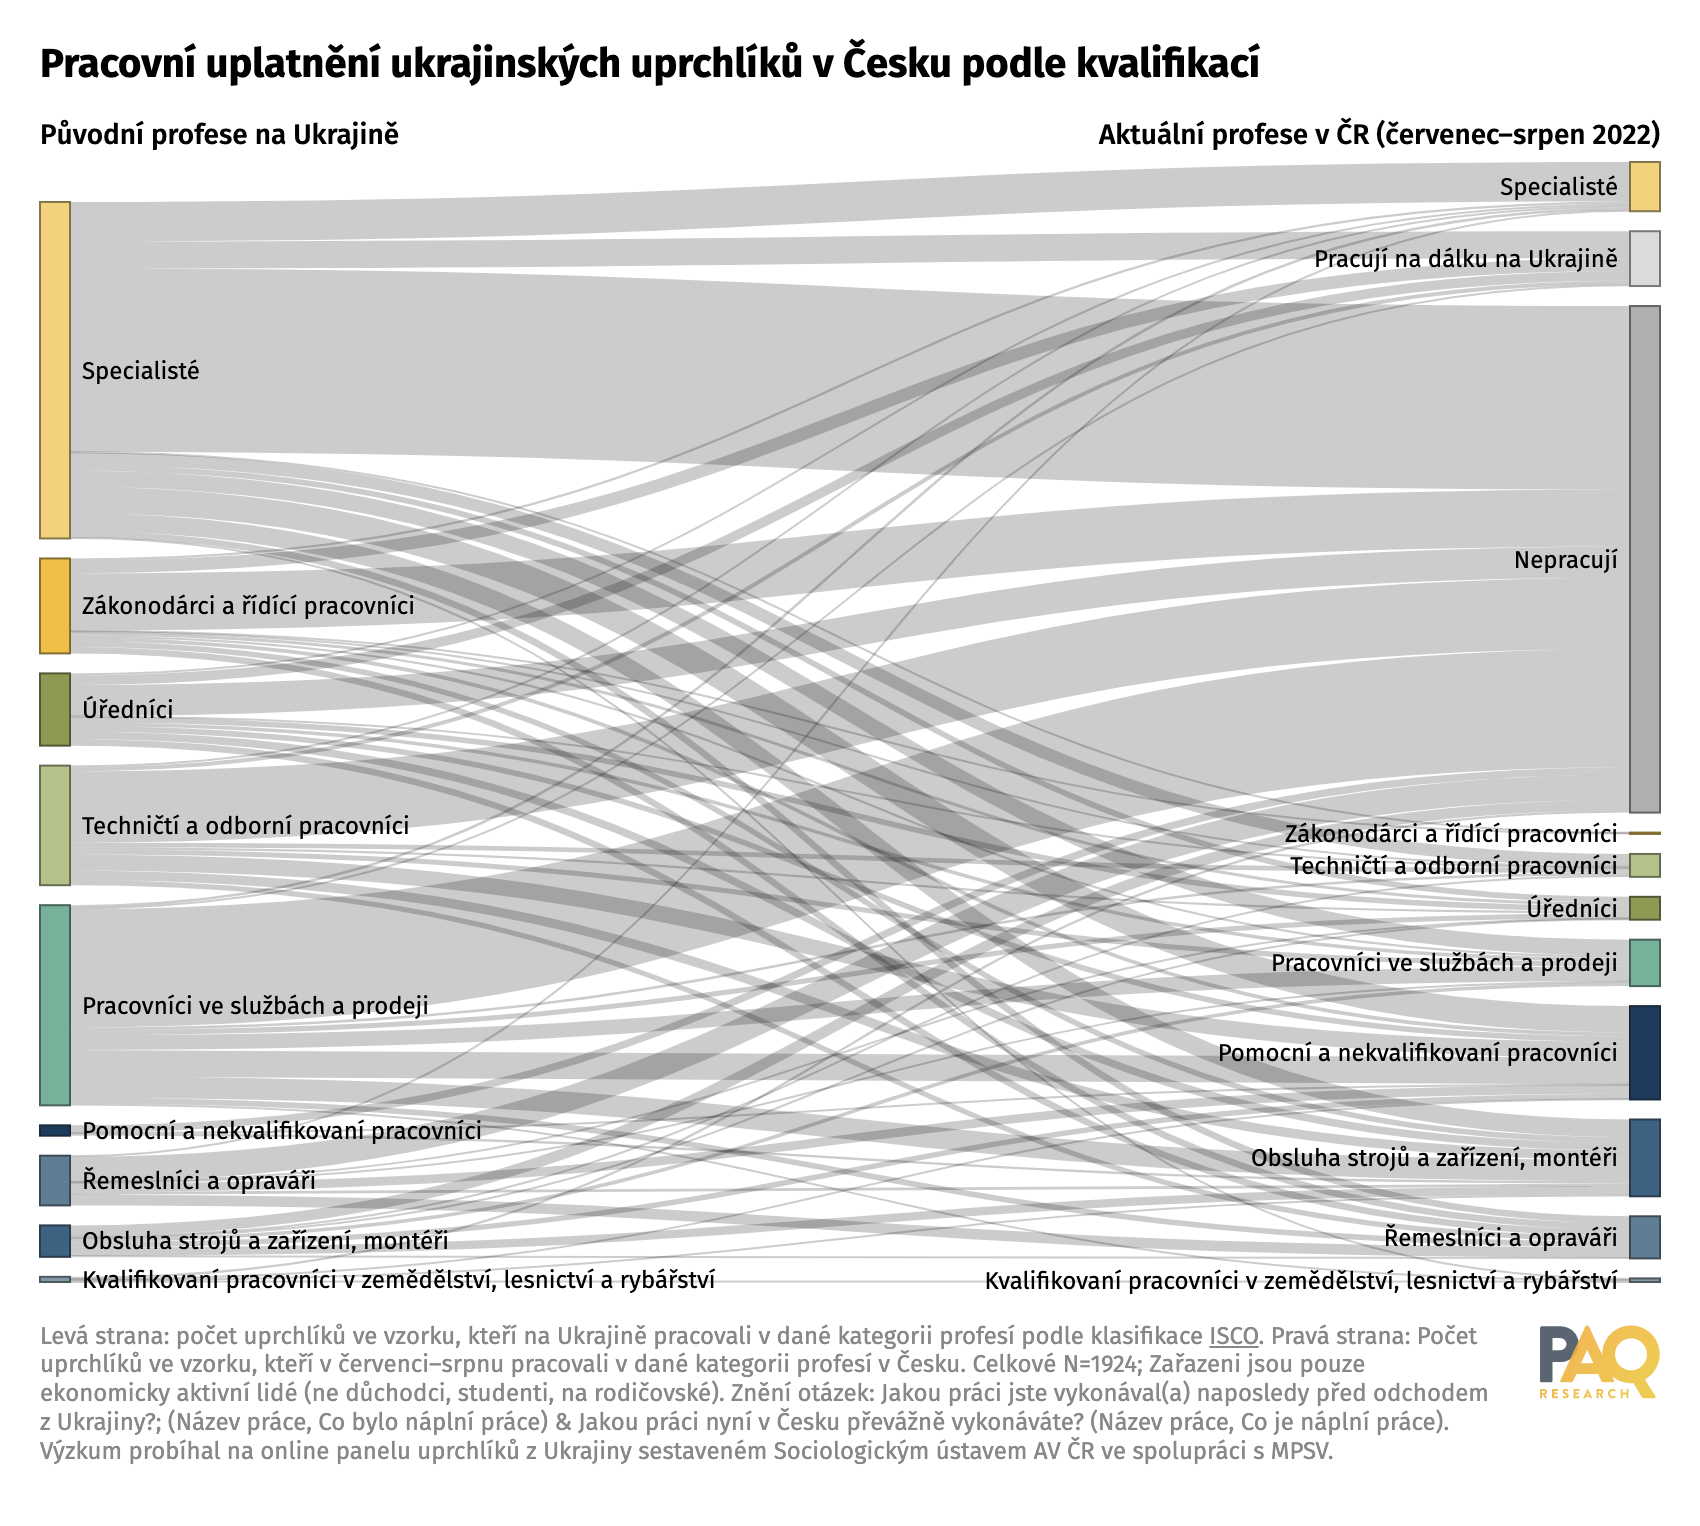 Pracovní uplatnění ukrajinských uprchlíků v Česku podle kvalifikací
Původní profese na Ukrajině
Aktuální profese v ČR (červenec–srpen 2022)
Specialisté
Zákonodárci a řídící pracovníci
Úředníci
Techničtí a odborní pracovníci
Pracovníci ve službách a prodeji
Pomocní a nekvalifikovaní pracovníci
Řemeslníci a opraváři
Obsluha strojů a zařízení, montéři
Kvalifikovaní pracovníci v zemědělství, lesnictví a rybářství
Specialisté
Pracují na dálku na Ukrajině
Nepracují
Zákonodárci a řídící pracovníci
Techničtí a odborní pracovníci
Úředníci
Pracovníci ve službách a prodeji
Pomocní a nekvalifikovaní pracovníci
Obsluha strojů a zařízení, montéři
Řemeslníci a opraváři
Kvalifikovaní pracovníci v zemědělství, lesnictví a rybářství
Levá strana: počet uprchlíků ve vzorku, kteří na Ukrajině pracovali v dané kategorii profesí podle klasifikace ISCO. Pravá strana: Počet
uprchlíků ve vzorku, kteří v červenci–srpnu pracovali v dané kategorii profesí v Česku. Celkové N=1924; Zařazeni jsou pouze
ekonomicky aktivní lidé (ne důchodci, studenti, na rodičovské). Znění otázek: Jakou práci jste vykonával(a) naposledy před odchodem
z Ukrajiny?; (Název práce, Co bylo náplní práce) & Jakou práci nyní v Česku převážně vykonáváte? (Název práce, Co je náplní práce).
Výzkum probíhal na online panelu uprchlíků z Ukrajiny sestaveném Sociologickým ústavem AV ČR ve spolupráci s MPSV.
PAQ
RESEARCH